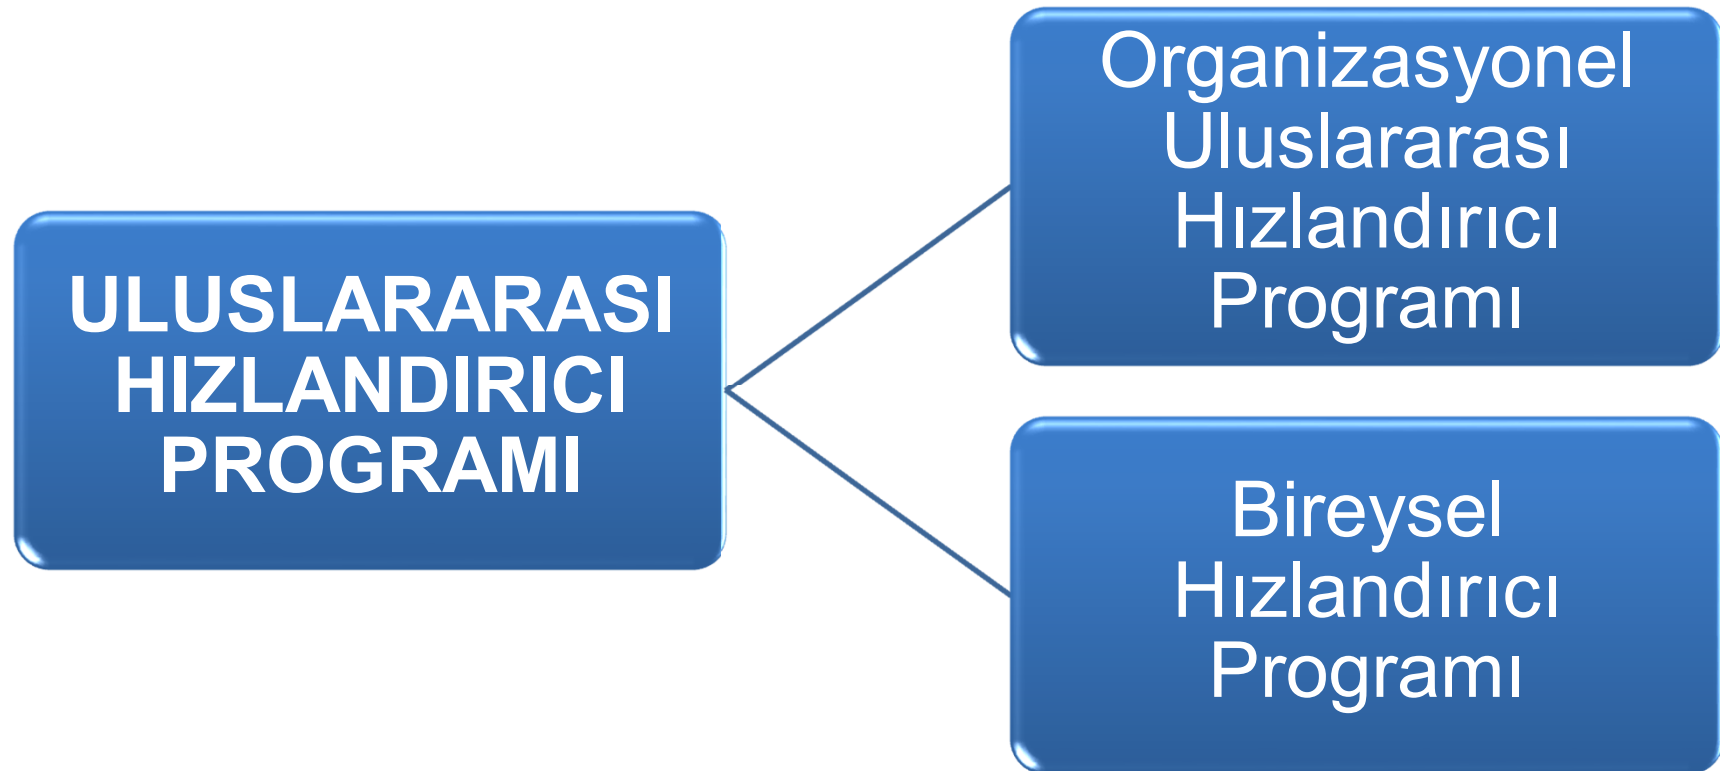 ULUSLARARASI
HIZLANDIRICI
PROGRAMI
Organizasyonel
Uluslararası
Hızlandırıcı
Programı
Bireysel
Hızlandırıcı
Programı